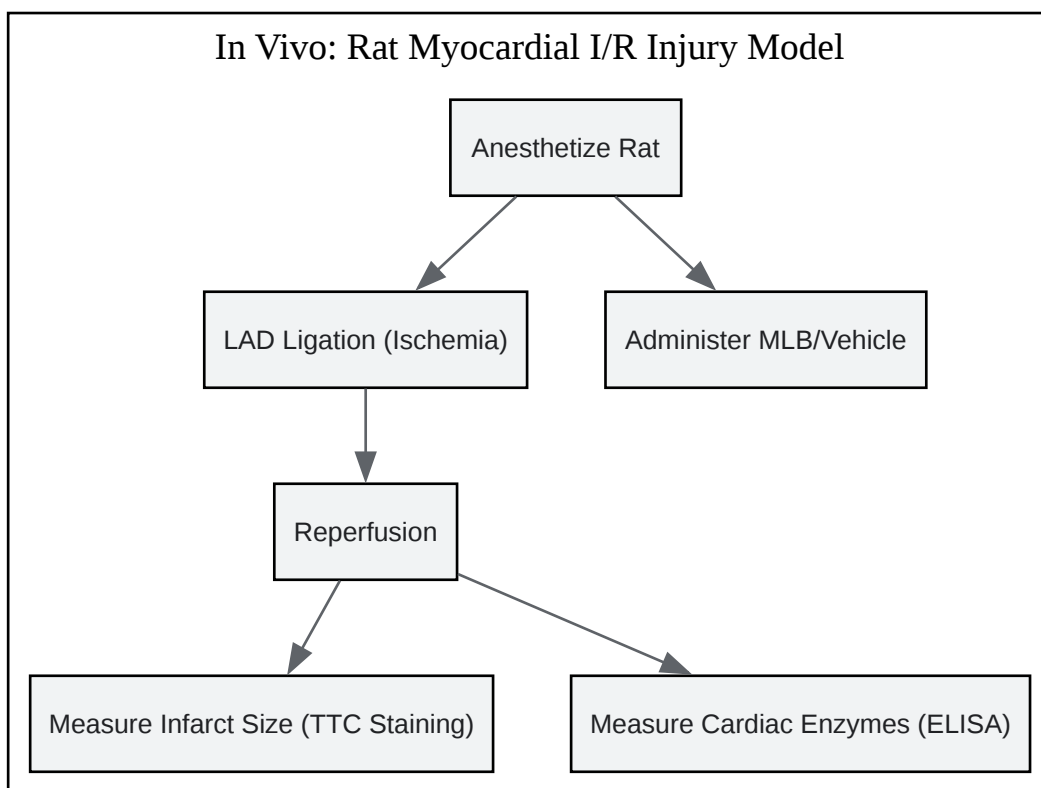 In Vivo: Rat Myocardial I/R Injury Model
Anesthetize Rat
LAD Ligation (Ischemia)
Administer MLB/Vehicle
Reperfusion
Measure Infarct Size (TTC Staining)
Measure Cardiac Enzymes (ELISA)